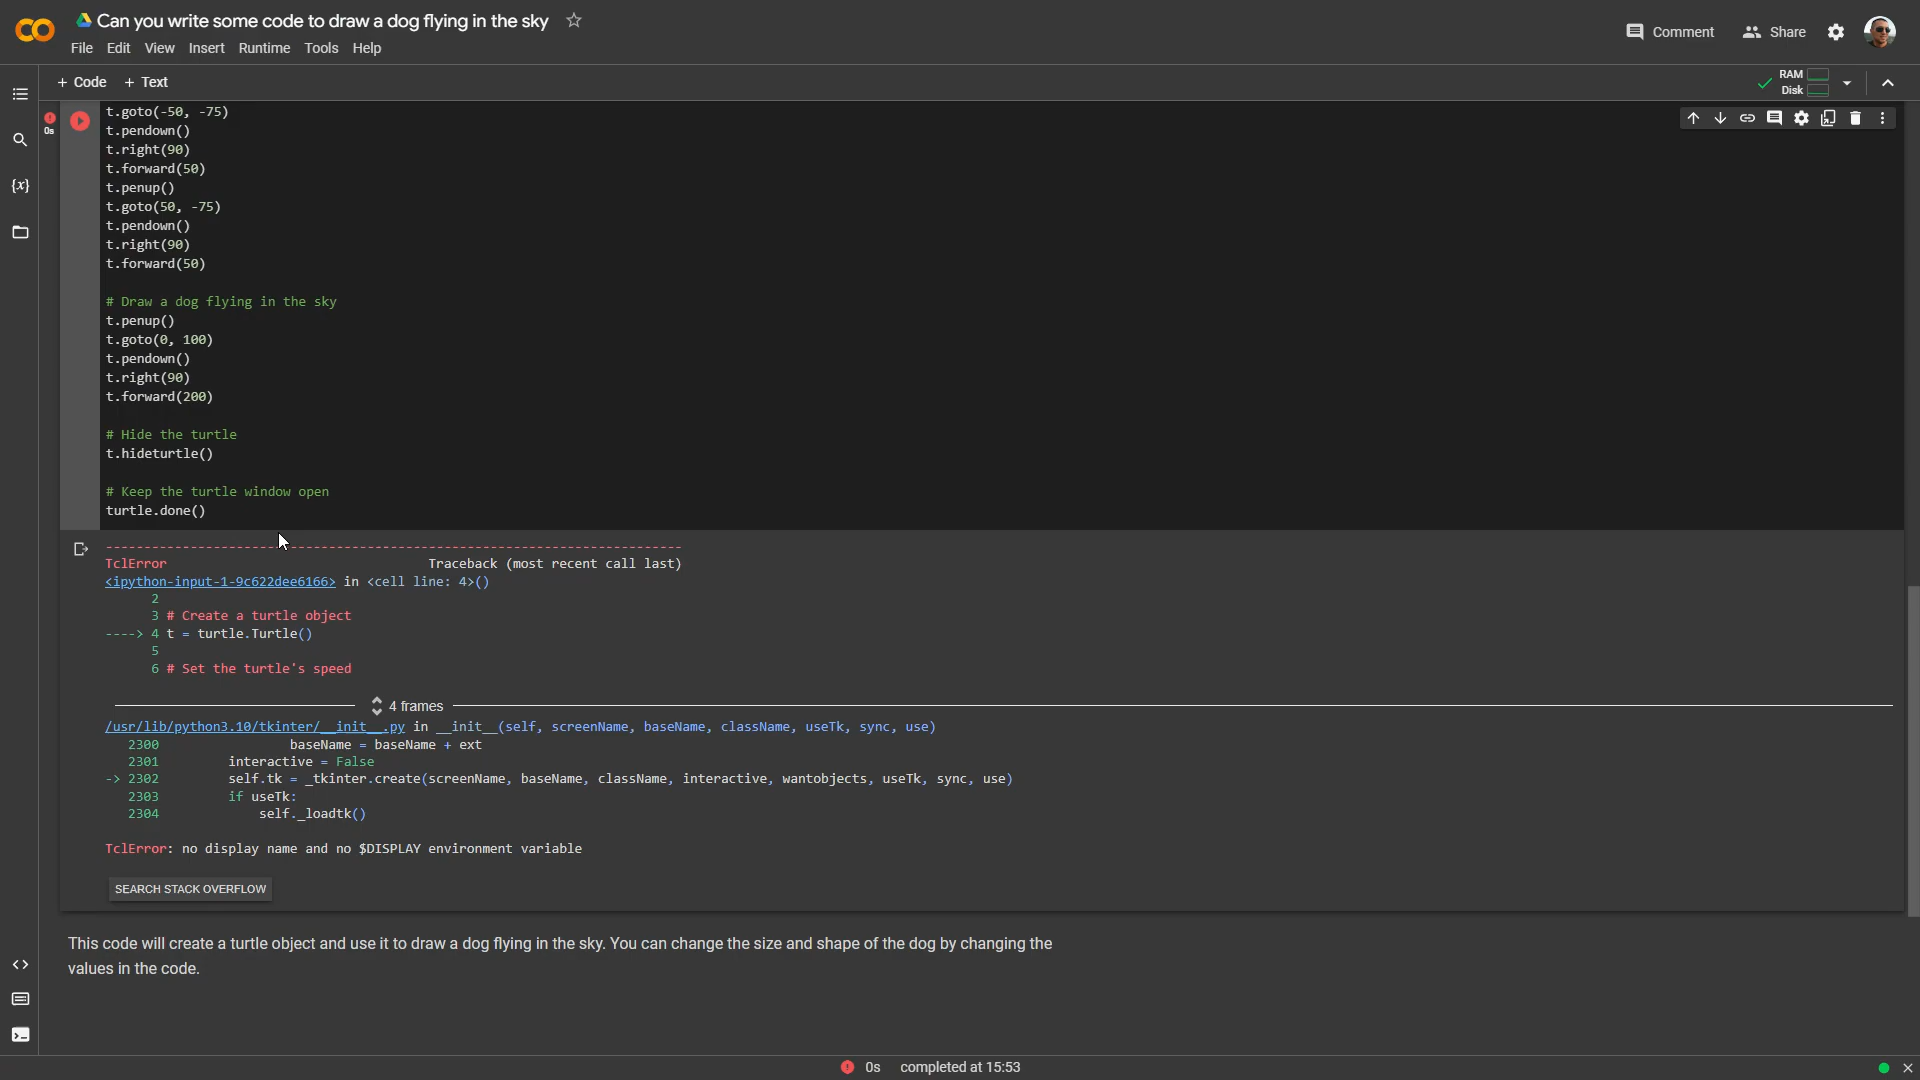 Can you write some code to draw a dog flying in the sky
File Edit View Insert Runtime Tools Help
Comment Share
+ Code + Text
RAM
Disk
0s
t.goto(-50, -75)
t.pendown()
t.right(90)
t.forward(50)
t.penup()
t.goto(50, -75)
t.pendown()
t.right(90)
t.forward(50)
# Draw a dog flying in the sky
t.penup()
t.goto(0, 100)
t.pendown()
t.right(90)
t.forward(200)
# Hide the turtle
t.hideturtle()
# Keep the turtle window open
turtle.done()
---------------------------------------------------------------------------
TclError Traceback (most recent call last)
<ipython-input-1-9c622dee6166> in <cell line: 4>()
2
3 # Create a turtle object
----> 4 t = turtle.Turtle()
5
6 # Set the turtle's speed
4 frames
/usr/lib/python3.10/tkinter/__init__.py in __init__(self, screenName, baseName, className, useTk, sync, use)
2300 baseName = baseName + ext
2301 interactive = False
-> 2302 self.tk = _tkinter.create(screenName, baseName, className, interactive, wantobjects, useTk, sync, use)
2303 if useTk:
2304 self._loadtk()
TclError: no display name and no $DISPLAY environment variable
SEARCH STACK OVERFLOW
This code will create a turtle object and use it to draw a dog flying in the sky. You can change the size and shape of the dog by changing the
values in the code.
0s completed at 15:53